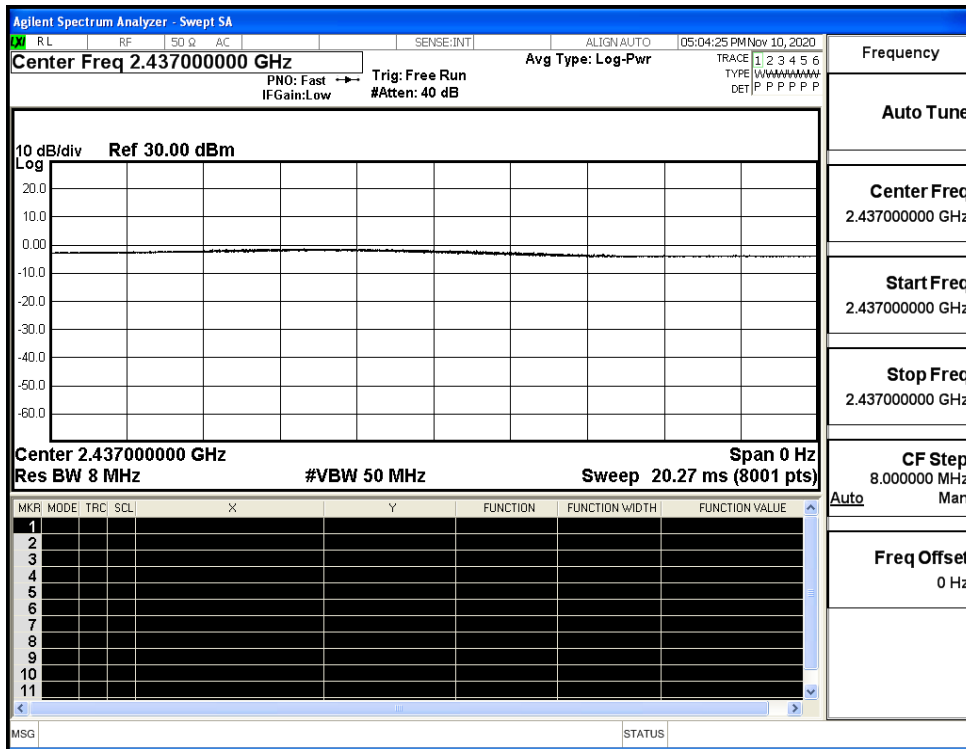 Agilent Spectrum Analyzer - Swept SA
LXI RL RF 50 Ω AC SENSE:INT ALIGN AUTO 05:04:25 PM Nov 10, 2020
Center Freq 2.437000000 GHz Avg Type: Log-Pwr TRACE 1 2 3 4 5 6
PNO: Fast Trig: Free Run TYPE WWWWWW
IFGain:Low #Atten: 40 dB DET P P P P P P
10 dB/div Ref 30.00 dBm
Log
20.0
10.0
0.00
-10.0
-20.0
-30.0
-40.0
-50.0
-60.0
Center 2.437000000 GHz Span 0 Hz
Res BW 8 MHz #VBW 50 MHz Sweep 20.27 ms (8001 pts)
MKR MODE TRC SCL X Y FUNCTION FUNCTION WIDTH FUNCTION VALUE
1
2
3
4
5
6
7
8
9
10
11
MSG STATUS
Frequency
Auto Tune
Center Freq
2.437000000 GHz
Start Freq
2.437000000 GHz
Stop Freq
2.437000000 GHz
CF Step
8.000000 MHz
Auto Man
Freq Offset
0 Hz